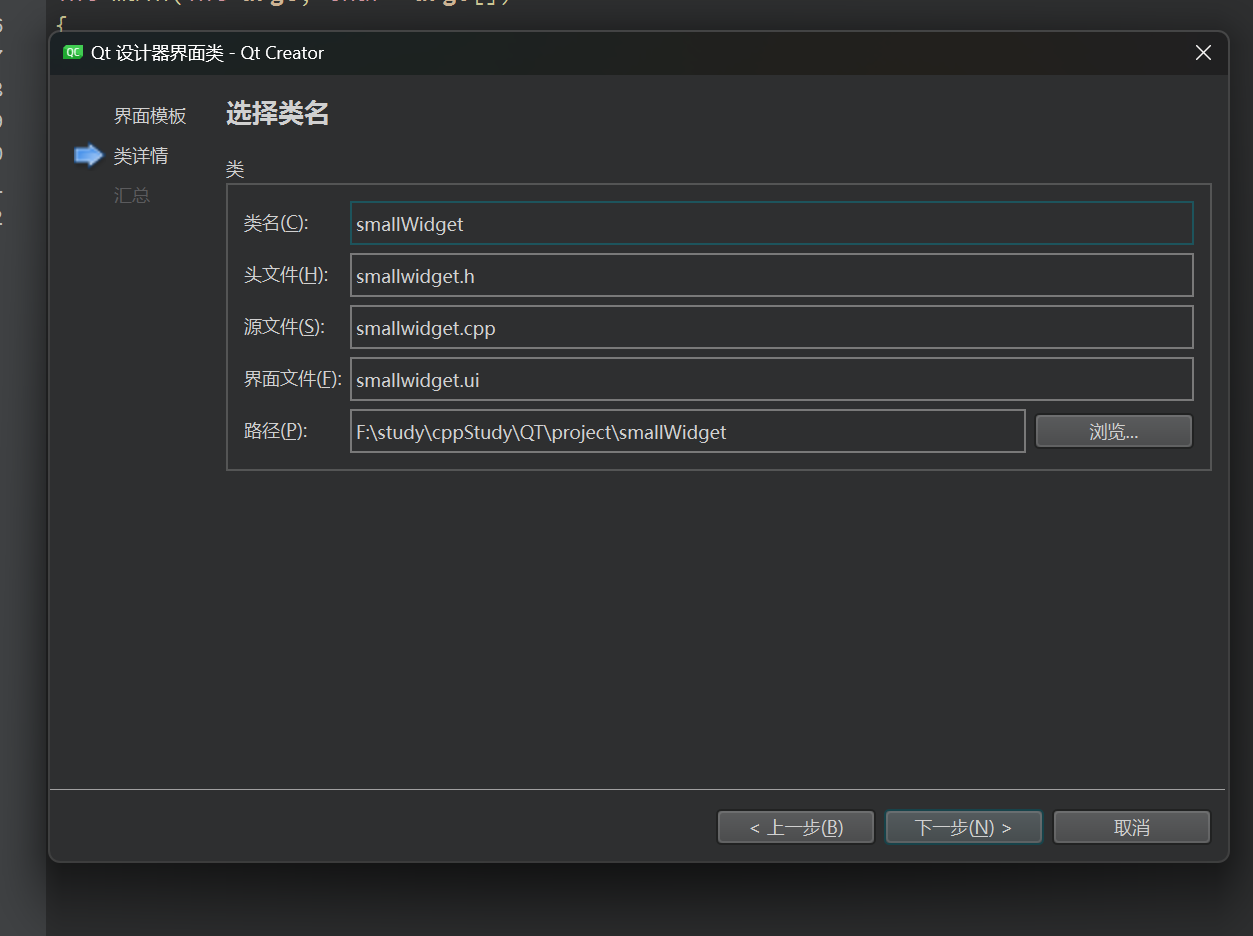 {
QC Qt 设计器界面类 - Qt Creator
界面模板
类详情
汇总
选择类名
类
类名(C): smallWidget
头文件(H): smallwidget.h
源文件(S): smallwidget.cpp
界面文件(F): smallwidget.ui
路径(P): F:\study\cppStudy\QT\project\smallWidget 浏览...
< 上一步(B) 下一步(N) > 取消